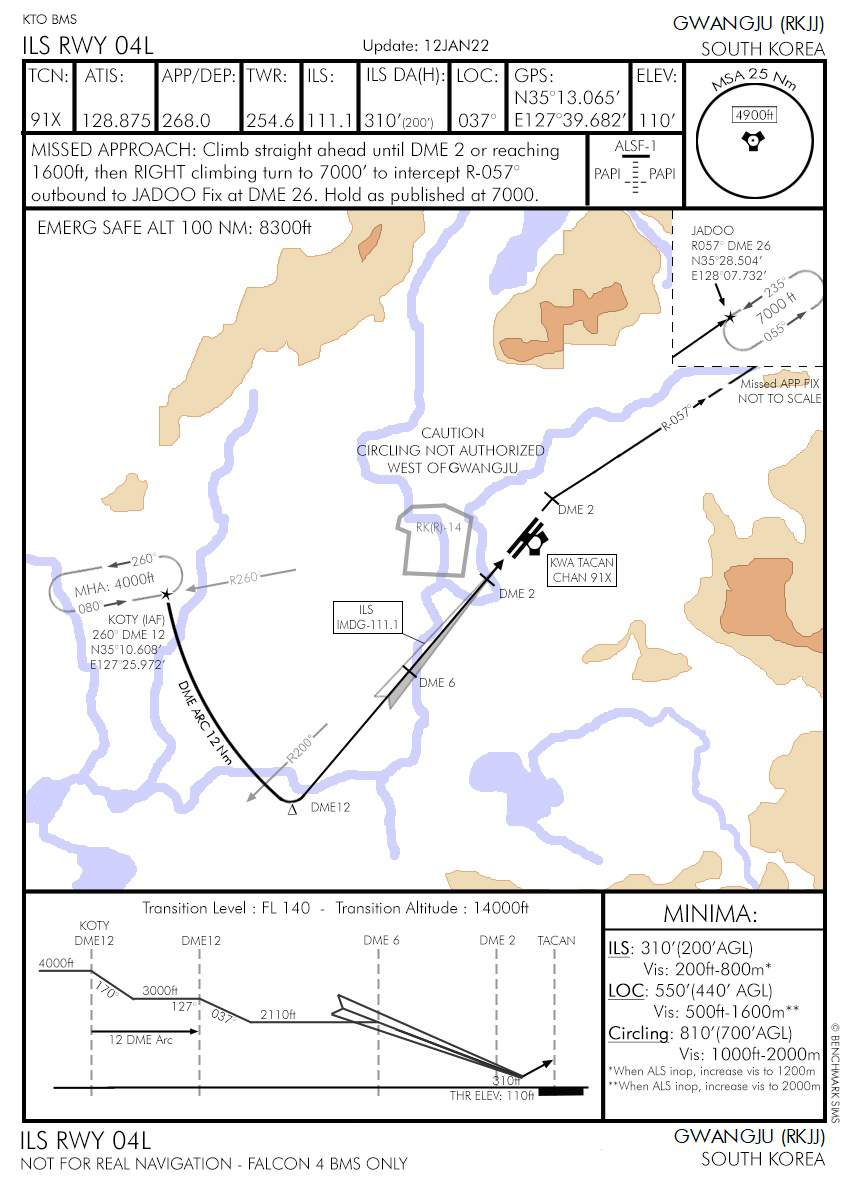 KTO BMS
ILS RWY 04L
Update: 12JAN22
GWANGJU (RKJJ)
SOUTH KOREA
TCN: ATIS: APP/DEP: TWR: ILS: ILS DA(H): LOC: GPS: ELEV:
N35°13.065'
91X 128.875 268.0 254.6 111.1 310'(200') 037° E127°39.682' 110'
MSA 25 Nm
4900ft
MISSED APPROACH: Climb straight ahead until DME 2 or reaching
1600ft, then RIGHT climbing turn to 7000' to intercept R-057°
outbound to JADOO Fix at DME 26. Hold as published at 7000.
ALSF-1
PAPI PAPI
EMERG SAFE ALT 100 NM: 8300ft
JADOO
R057° DME 26
N35°28.504'
E128°07.732'
235°
7000 ft
055°
Missed APP FIX
NOT TO SCALE
R-057°
CAUTION
CIRCLING NOT AUTHORIZED
WEST OF GWANGJU
DME 2
RK(R)-14
KWA TACAN
CHAN 91X
DME 2
260°
MHA: 4000ft
080°
R260°
KOTY (IAF)
260° DME 12
N35°10.608'
E127°25.972'
ILS
IMDG-111.1
DME 6
DME ARC 12 Nm
R200°
DME12
Transition Level : FL 140 - Transition Altitude : 14000ft
KOTY
DME12 DME12 DME 6 DME 2 TACAN
4000ft
170°
3000ft
127°
037°
2110ft
12 DME Arc
310ft
THR ELEV: 110ft
MINIMA:
ILS: 310'(200'AGL)
Vis: 200ft-800m*
LOC: 550'(440' AGL)
Vis: 500ft-1600m**
Circling: 810'(700'AGL)
Vis: 1000ft-2000m
*When ALS inop, increase vis to 1200m
**When ALS inop, increase vis to 2000m
© BENCHMARK SIMS
ILS RWY 04L
NOT FOR REAL NAVIGATION - FALCON 4 BMS ONLY
GWANGJU (RKJJ)
SOUTH KOREA